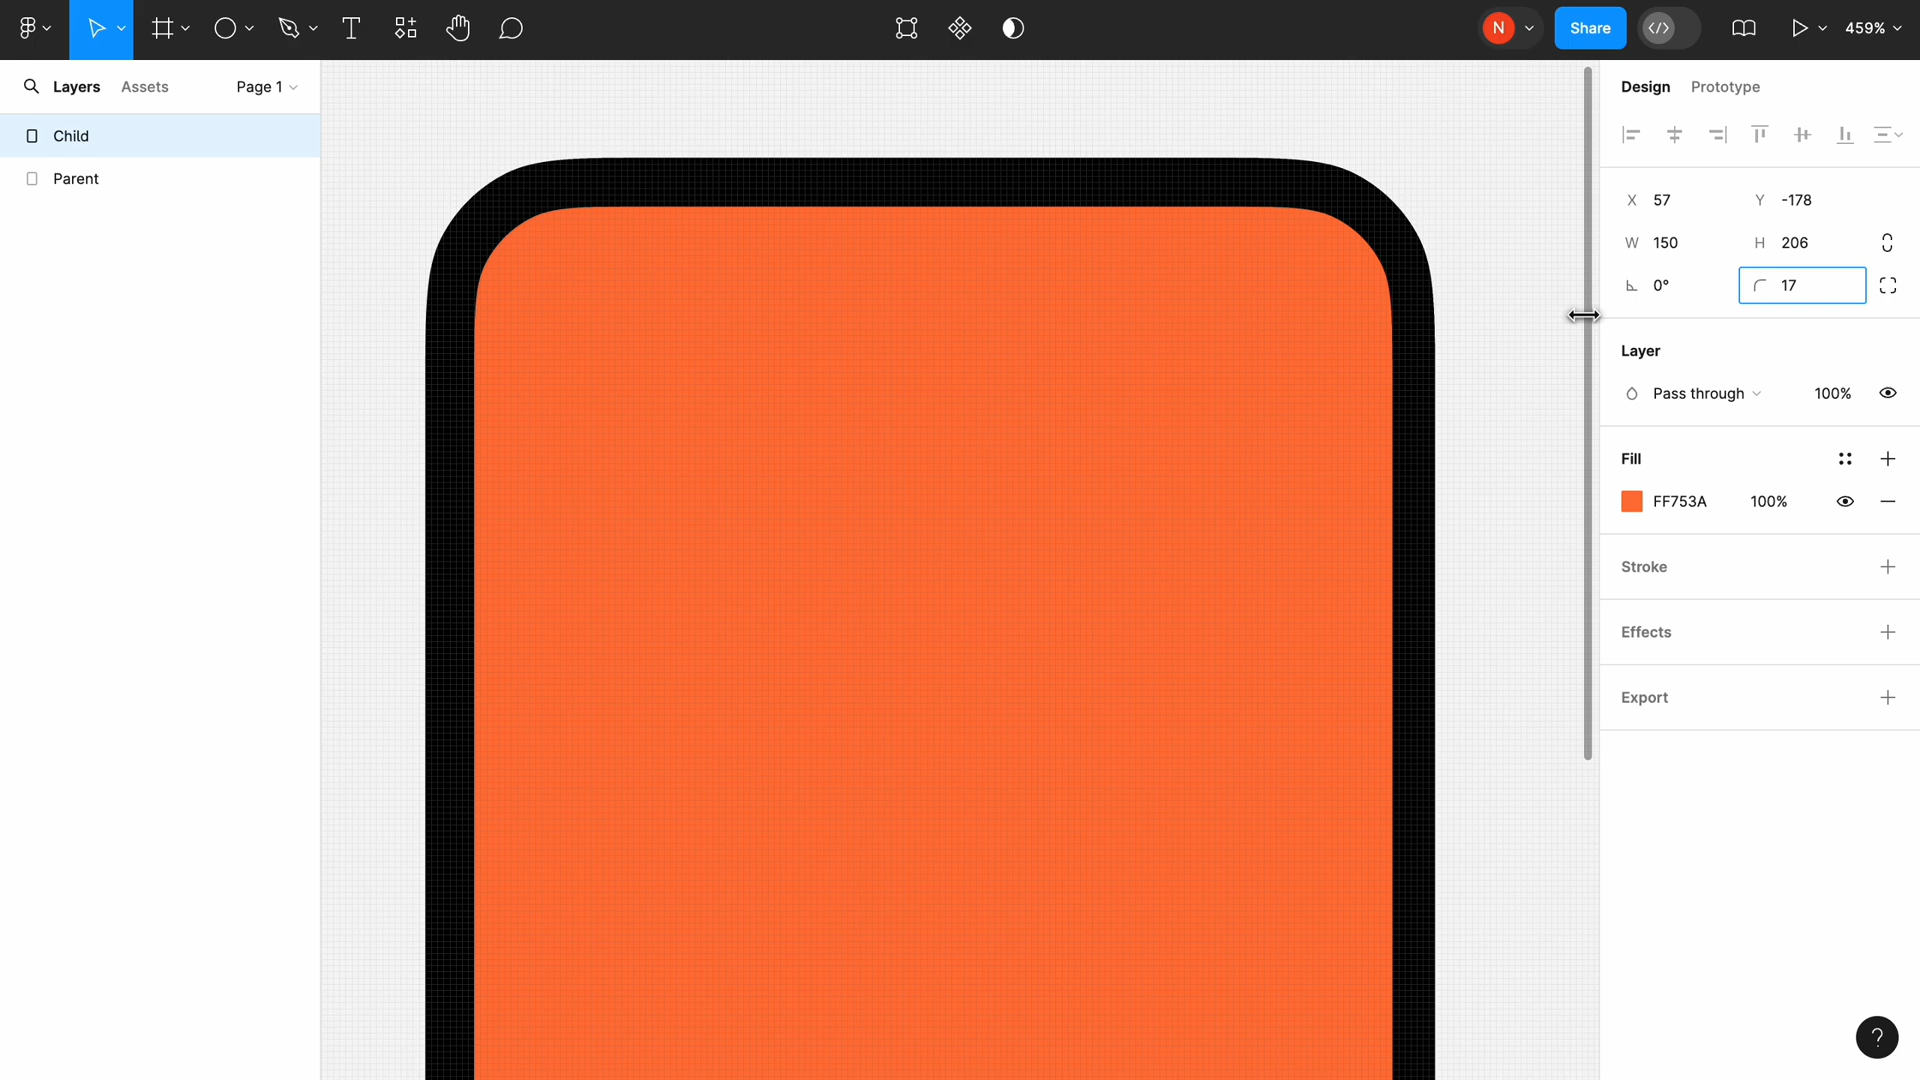 N Share 459%
Layers Assets Page 1
Child
Parent
Design Prototype
X 57 Y -178
W 150 H 206
0° 17
Layer
Pass through 100%
Fill
FF753A 100%
Stroke
Effects
Export
?